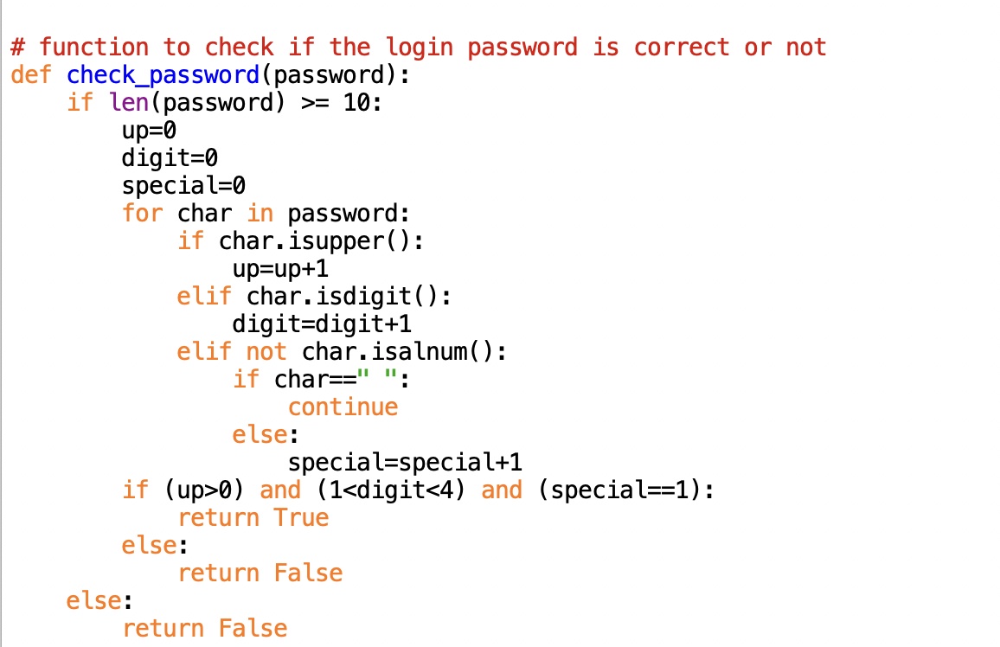 # function to check if the login password is correct or not
def check_password(password):
    if len(password) >= 10:
        up=0
        digit=0
        special=0
        for char in password:
            if char.isupper():
                up=up+1
            elif char.isdigit():
                digit=digit+1
            elif not char.isalnum():
                if char==" ":
                    continue
                else:
                    special=special+1
        if (up>0) and (1<digit<4) and (special==1):
            return True
        else:
            return False
    else:
        return False